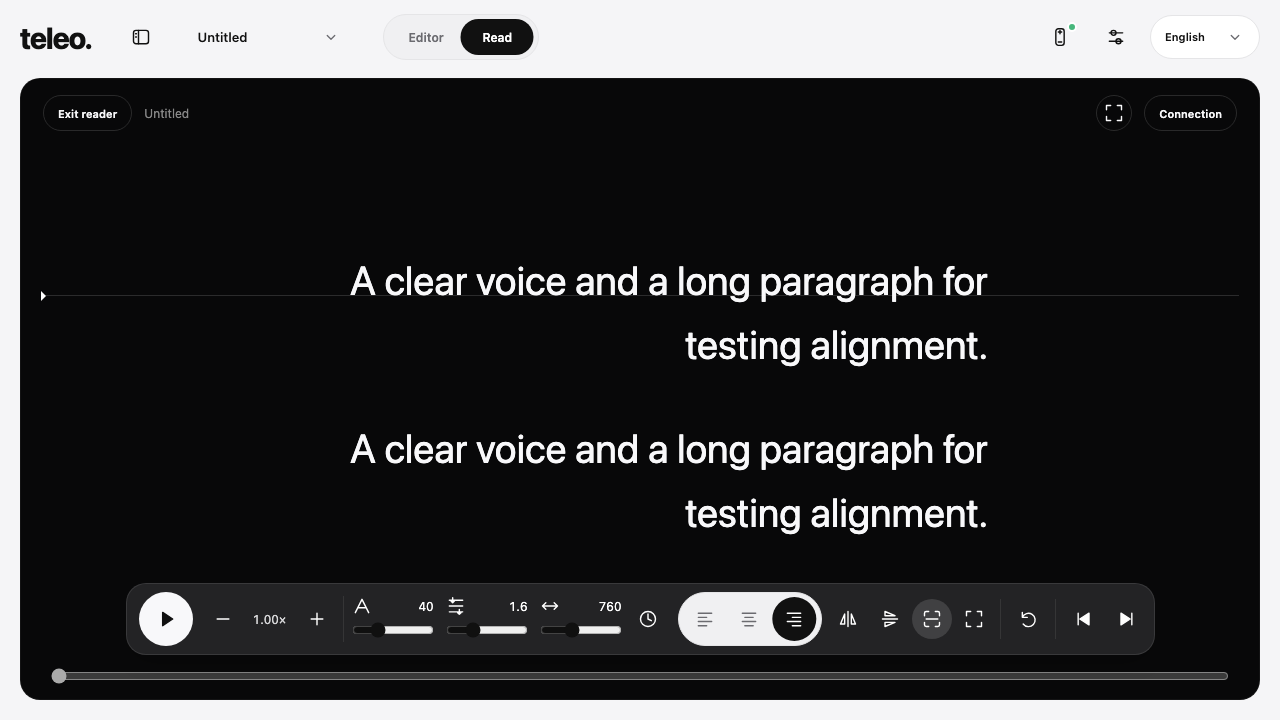 teleo.
Untitled
Editor
Read
English
Exit reader
Untitled
Connection
A clear voice and a long paragraph for
testing alignment.
A clear voice and a long paragraph for
testing alignment.
1.00×
40
1.6
760